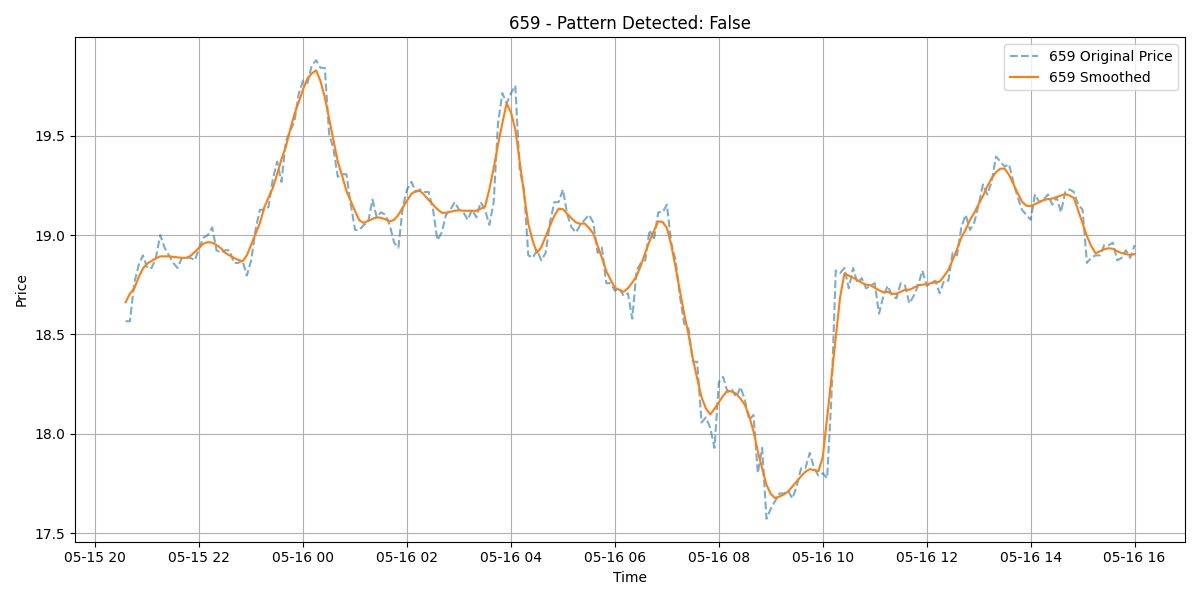 659 - Pattern Detected: False
659 Original Price
659 Smoothed
Price
19.5
19.0
18.5
18.0
17.5
05-15 20 05-15 22 05-16 00 05-16 02 05-16 04 05-16 06 05-16 08 05-16 10 05-16 12 05-16 14 05-16 16
Time